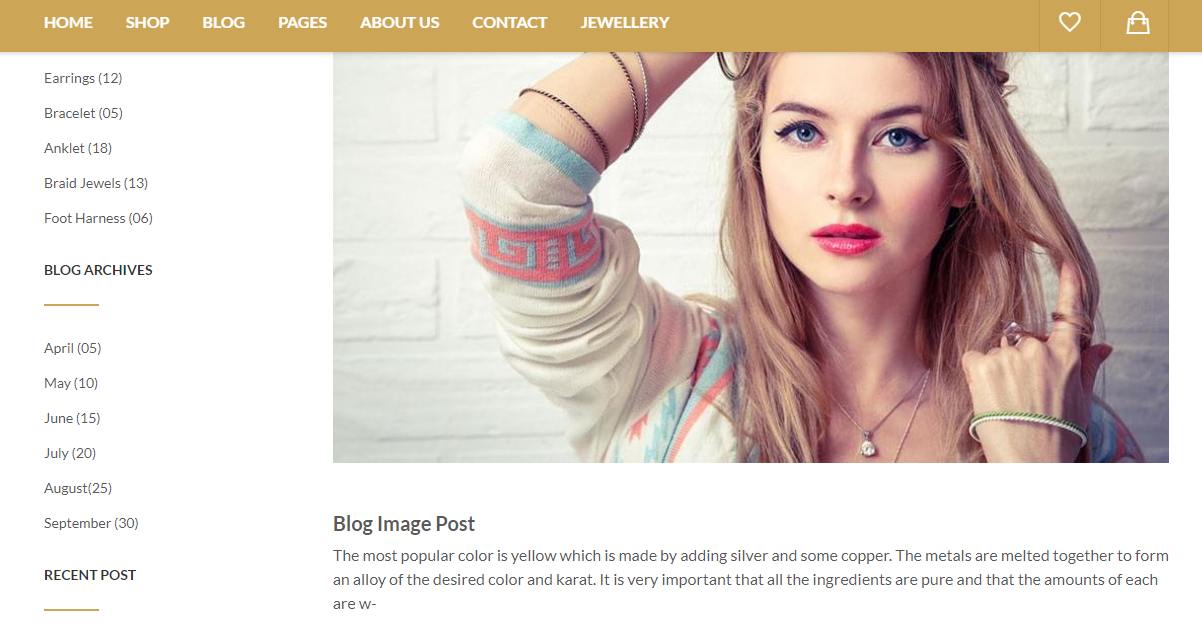 HOME SHOP BLOG PAGES ABOUT US CONTACT JEWELLERY
Earrings (12)
Bracelet (05)
Anklet (18)
Braid Jewels (13)
Foot Harness (06)
BLOG ARCHIVES
April (05)
May (10)
June (15)
July (20)
August(25)
September (30)
RECENT POST
Blog Image Post
The most popular color is yellow which is made by adding silver and some copper. The metals are melted together to form
an alloy of the desired color and karat. It is very important that all the ingredients are pure and that the amounts of each
are w-